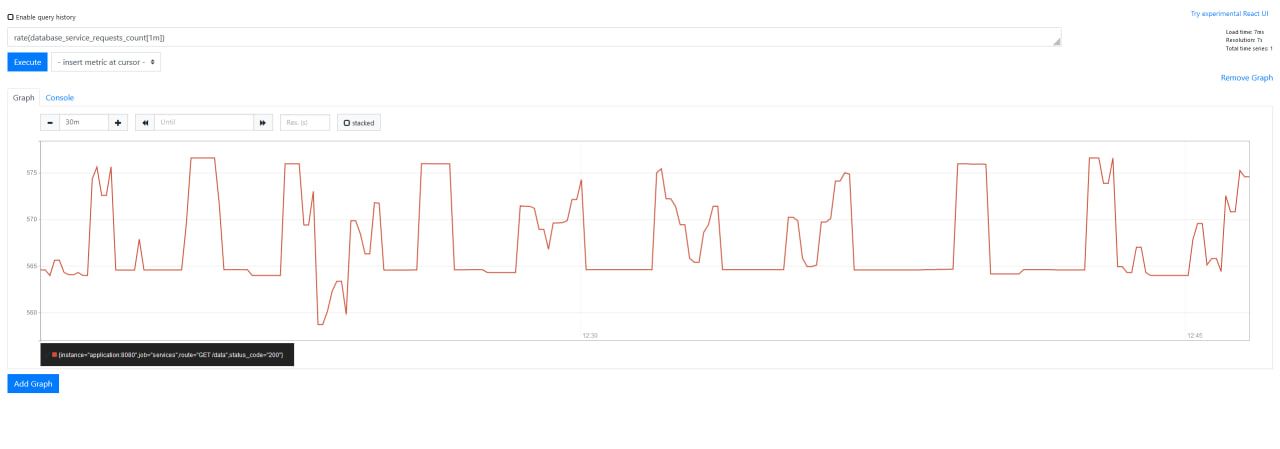 Enable query history
Try experimental React UI
rate(database_service_requests_count[1m])
Load time: 7ms
Resolution: 7s
Total time series: 1
Execute
- insert metric at cursor -
Remove Graph
Graph Console
30m Until Res. (s) stacked
575
570
565
560
12:30 12:45
{instance="application:8080",job="services",route="GET /data",status_code="200"}
Add Graph